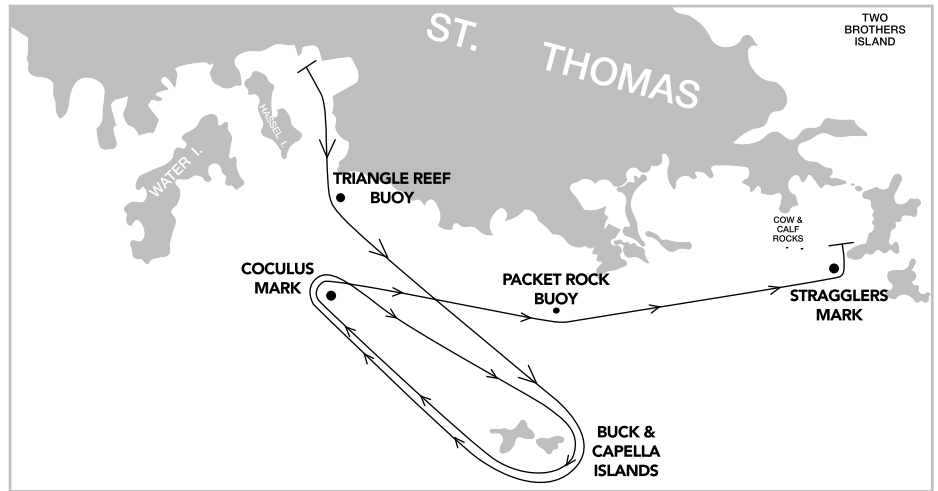 TWO
BROTHERS
ISLAND
ST. THOMAS
HASSEL I.
WATER I.
TRIANGLE REEF
BUOY
COW &
CALF
ROCKS
COCULUS
MARK
PACKET ROCK
BUOY
STRAGGLERS
MARK
BUCK &
CAPELLA
ISLANDS